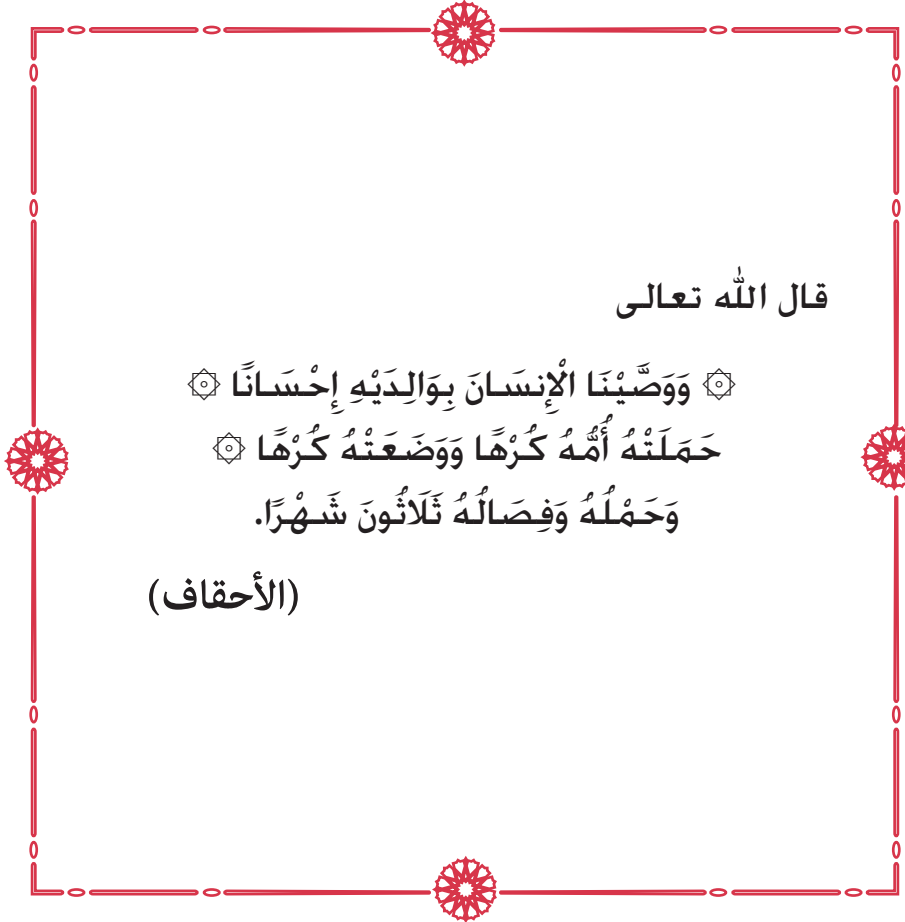 قال الله تعالى
۞ وَوَصَّيْنَا الْإِنسَانَ بِوَالِدَيْهِ إِحْسَانًا ۞
حَمَلَتْهُ أُمُّهُ كُرْهًا وَوَضَعَتْهُ كُرْهًا ۞
وَحَمْلُهُ وَفِصَالُهُ ثَلَاثُونَ شَهْرًا.
(الأحقاف)